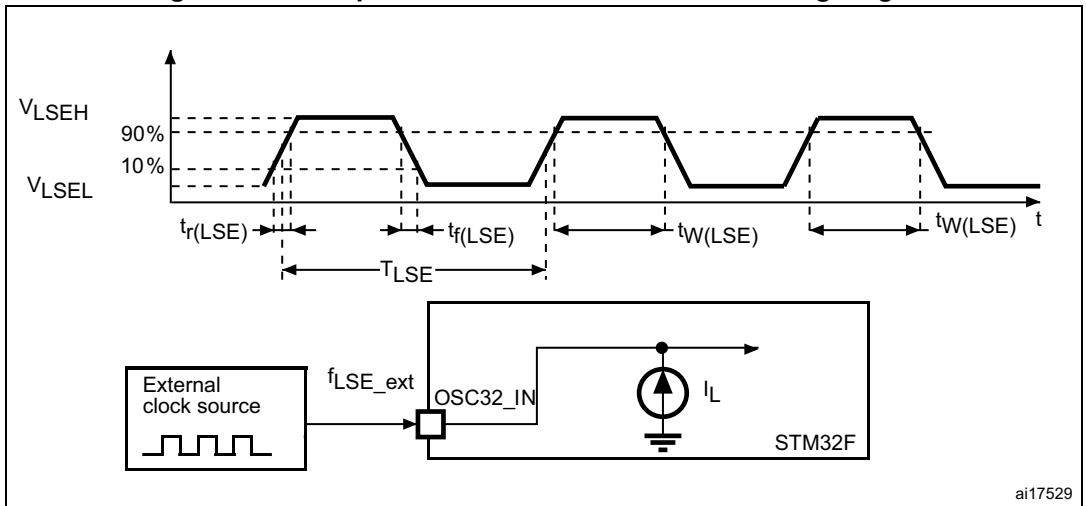 VLSEH
90%
10%
VLSEL
tr(LSE)
tf(LSE)
tW(LSE)
tW(LSE)
t
TLSE
External
clock source
fLSE_ext
OSC32_IN
IL
STM32F
ai17529